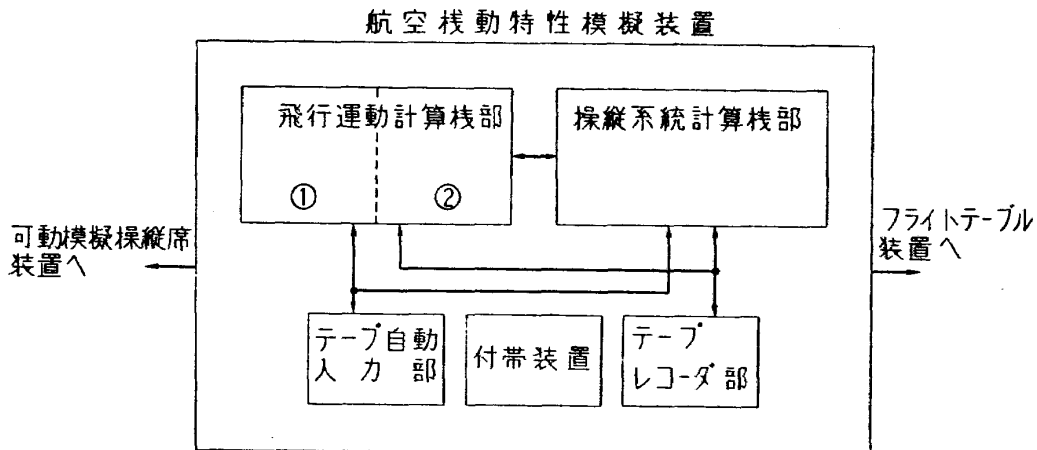 航空桟動特性模擬装置
飛行運動計算桟部
操縦系統計算桟部
①
②
可動模擬操縦席
装置へ
フライトテーブル
装置へ
テープ自動
入力部
付帯装置
テープ
レコーダ部